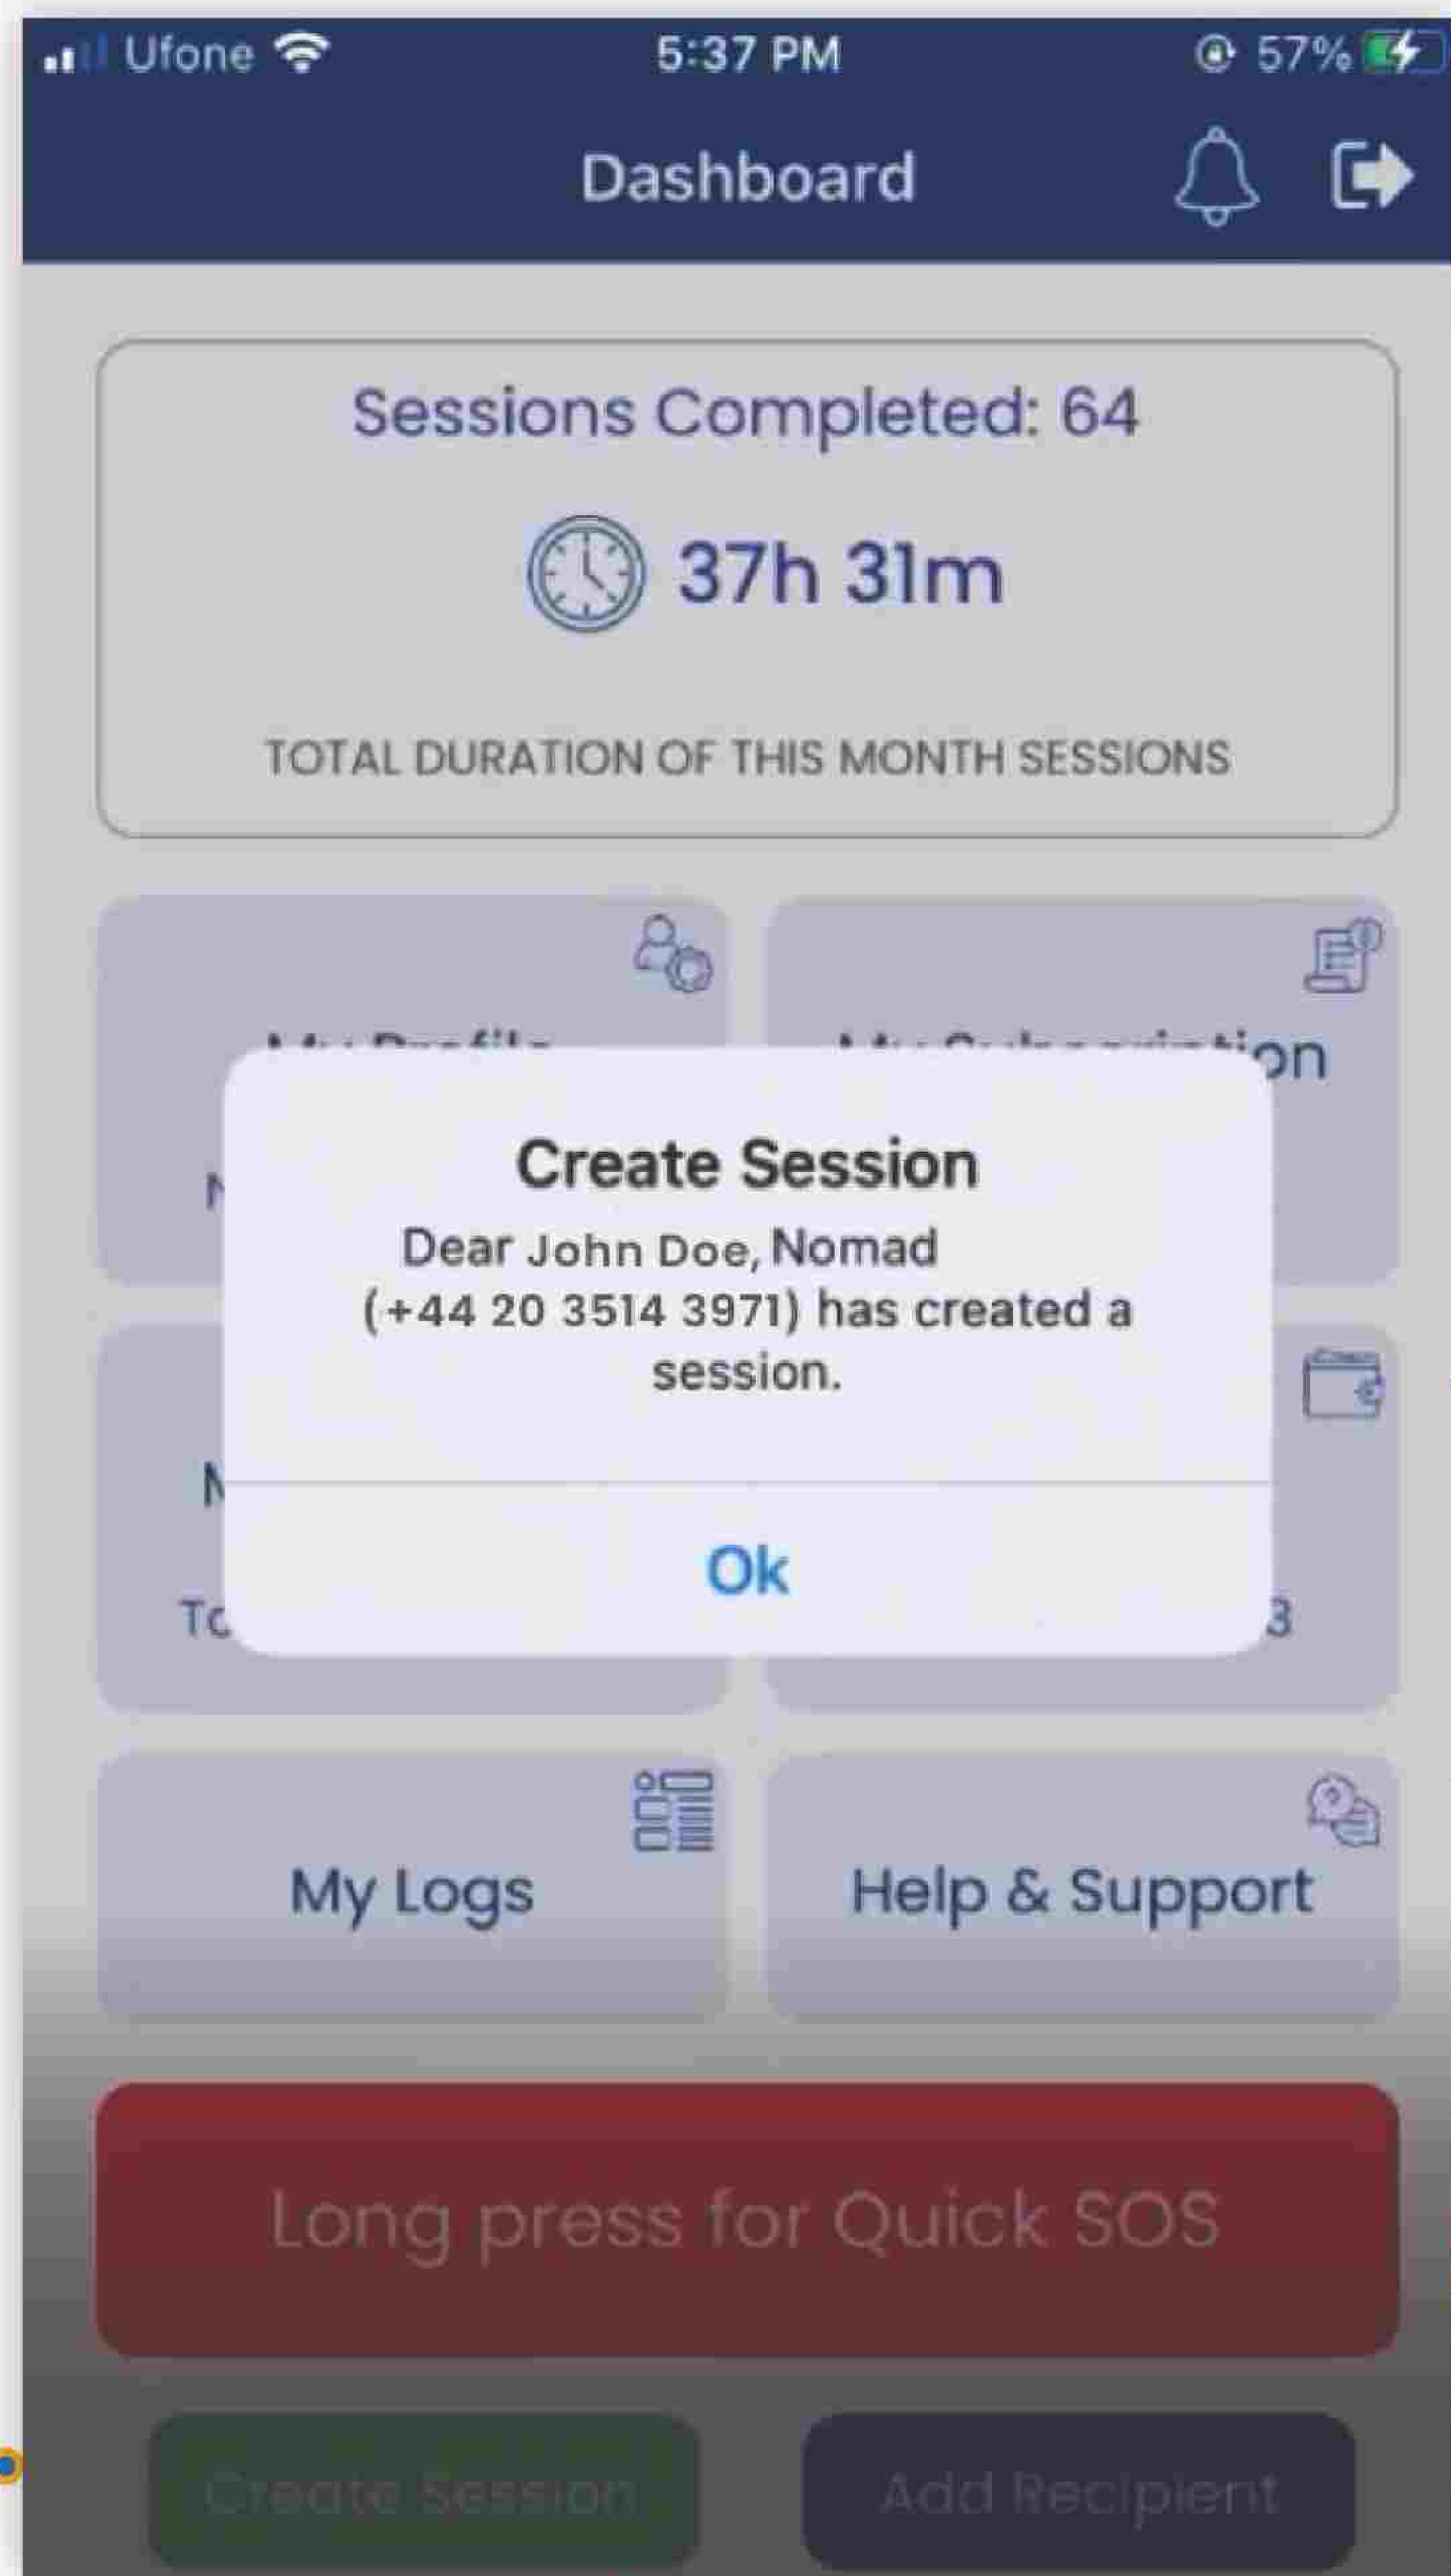 Ufone 5:37 PM 57%
Dashboard
Sessions Completed: 64
37h 31m
TOTAL DURATION OF THIS MONTH SESSIONS
Create Session
Dear John Doe, Nomad
(+44 20 3514 3971) has created a
session.
Ok
My Logs Help & Support
Long press for Quick SOS
Create Session Add Recipient